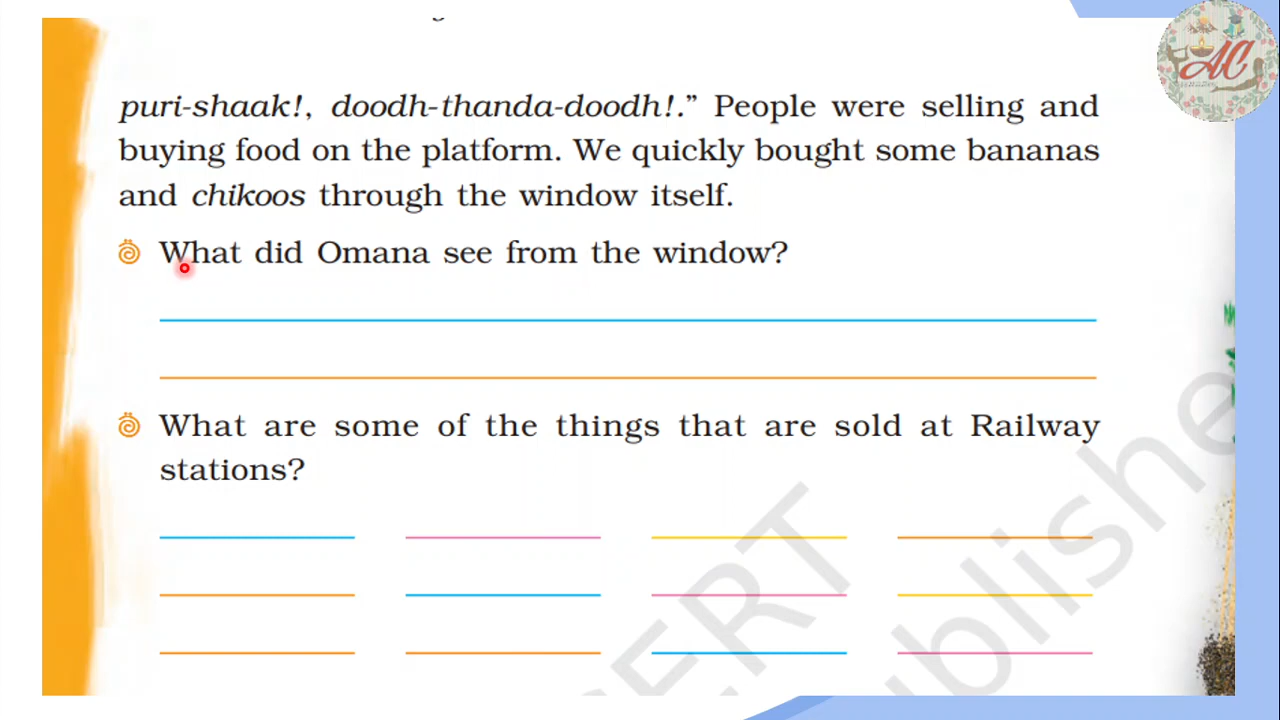 puri-shaak!, doodh-thanda-doodh!.” People were selling and
buying food on the platform. We quickly bought some bananas
and chikoos through the window itself.
What did Omana see from the window?
What are some of the things that are sold at Railway
stations?
AC